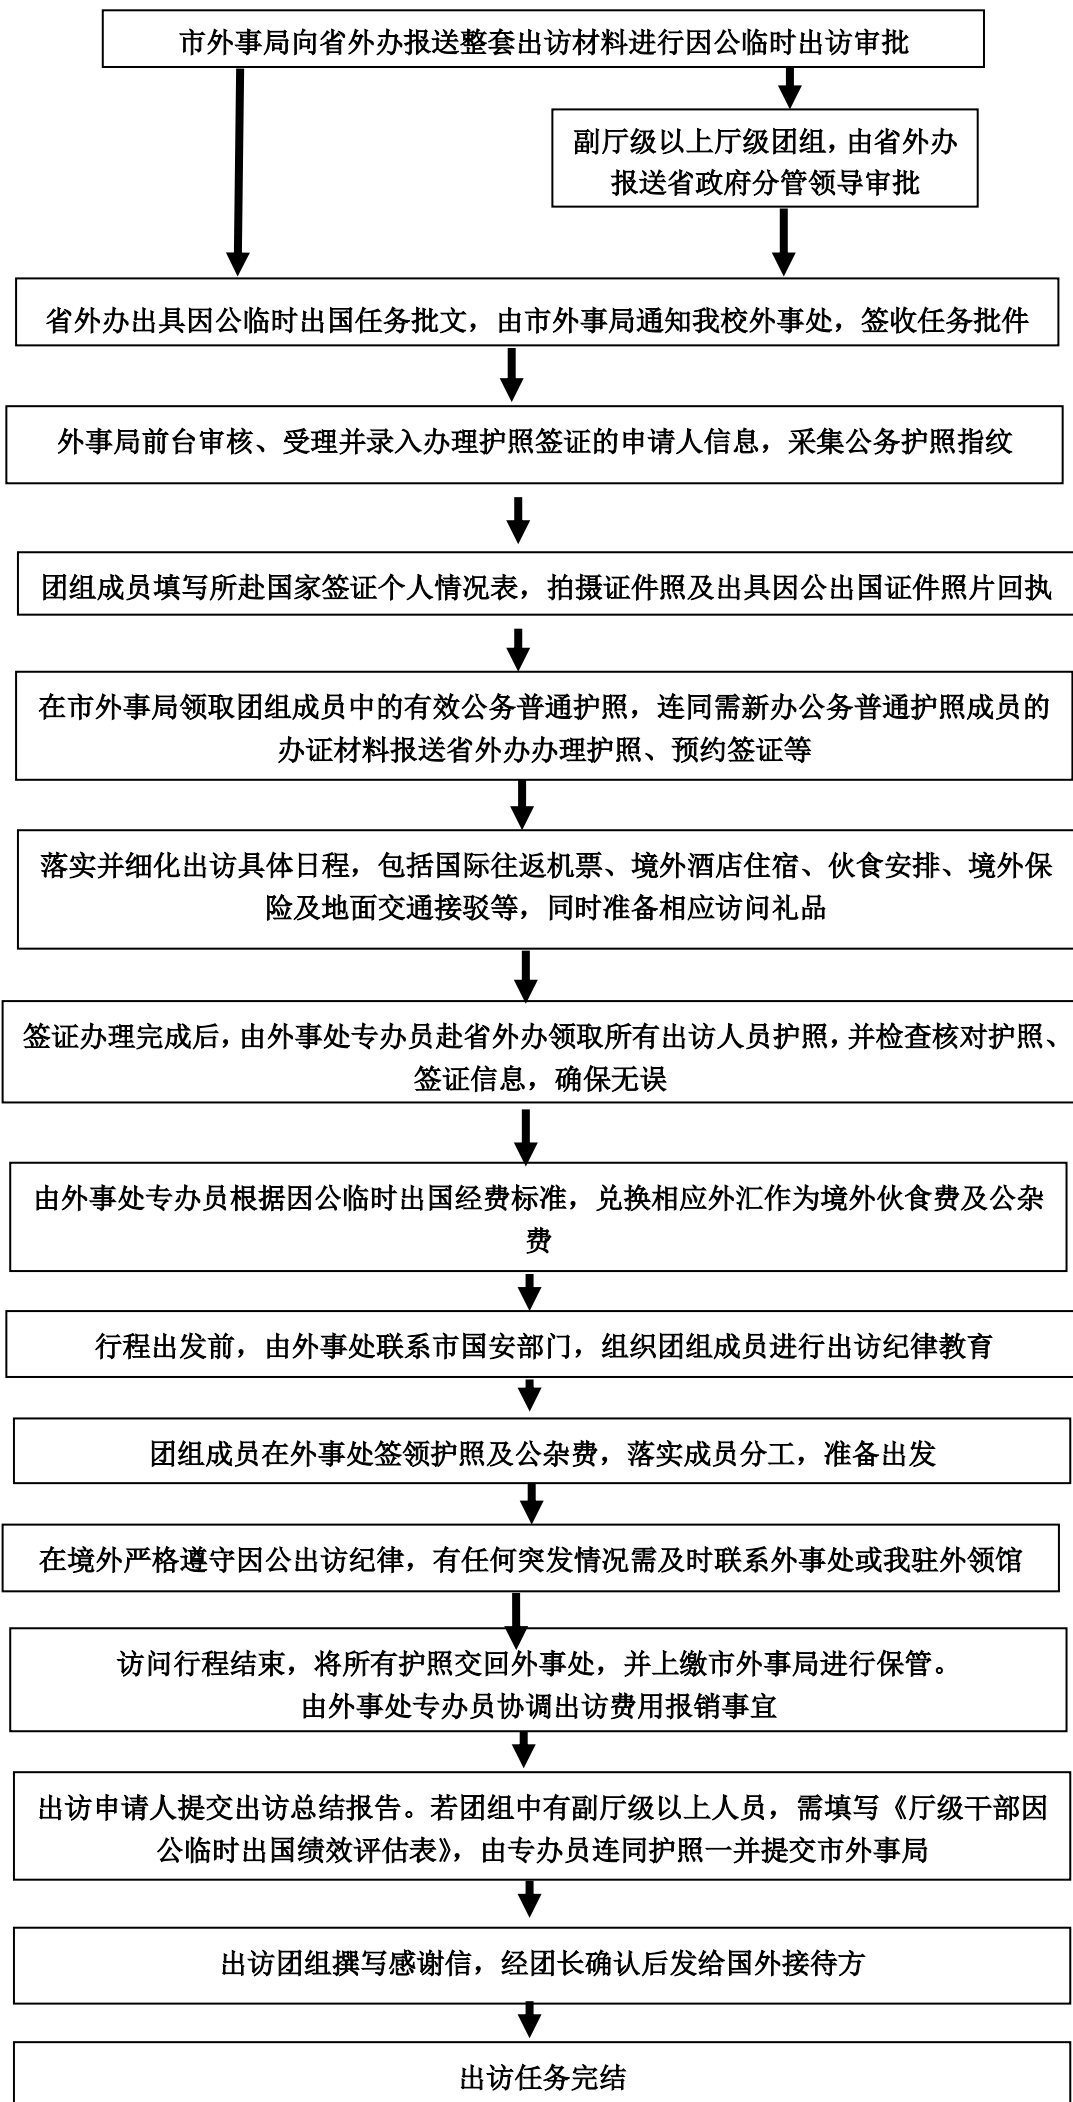 市外事局向省外办报送整套出访材料进行因公临时出访审批
副厅级以上厅级团组，由省外办
报送省政府分管领导审批
省外办出具因公临时出国任务批文，由市外事局通知我校外事处，签收任务批件
外事局前台审核、受理并录入办理护照签证的申请人信息，采集公务护照指纹
团组成员填写所赴国家签证个人情况表，拍摄证件照及出具因公出国证件照片回执
在市外事局领取团组成员中的有效公务普通护照，连同需新办公务普通护照成员的
办证材料报送省外办办理护照、预约签证等
落实并细化出访具体日程，包括国际往返机票、境外酒店住宿、伙食安排、境外保
险及地面交通接驳等，同时准备相应访问礼品
签证办理完成后，由外事处专办员赴省外办领取所有出访人员护照，并检查核对护照、
签证信息，确保无误
由外事处专办员根据因公临时出国经费标准，兑换相应外汇作为境外伙食费及公杂
费
行程出发前，由外事处联系市国安部门，组织团组成员进行出访纪律教育
团组成员在外事处签领护照及公杂费，落实成员分工，准备出发
在境外严格遵守因公出访纪律，有任何突发情况需及时联系外事处或我驻外领馆
访问行程结束，将所有护照交回外事处，并上缴市外事局进行保管。
由外事处专办员协调出访费用报销事宜
出访申请人提交出访总结报告。若团组中有副厅级以上人员，需填写《厅级干部因
公临时出国绩效评估表》，由专办员连同护照一并提交市外事局
出访团组撰写感谢信，经团长确认后发给国外接待方
出访任务完结